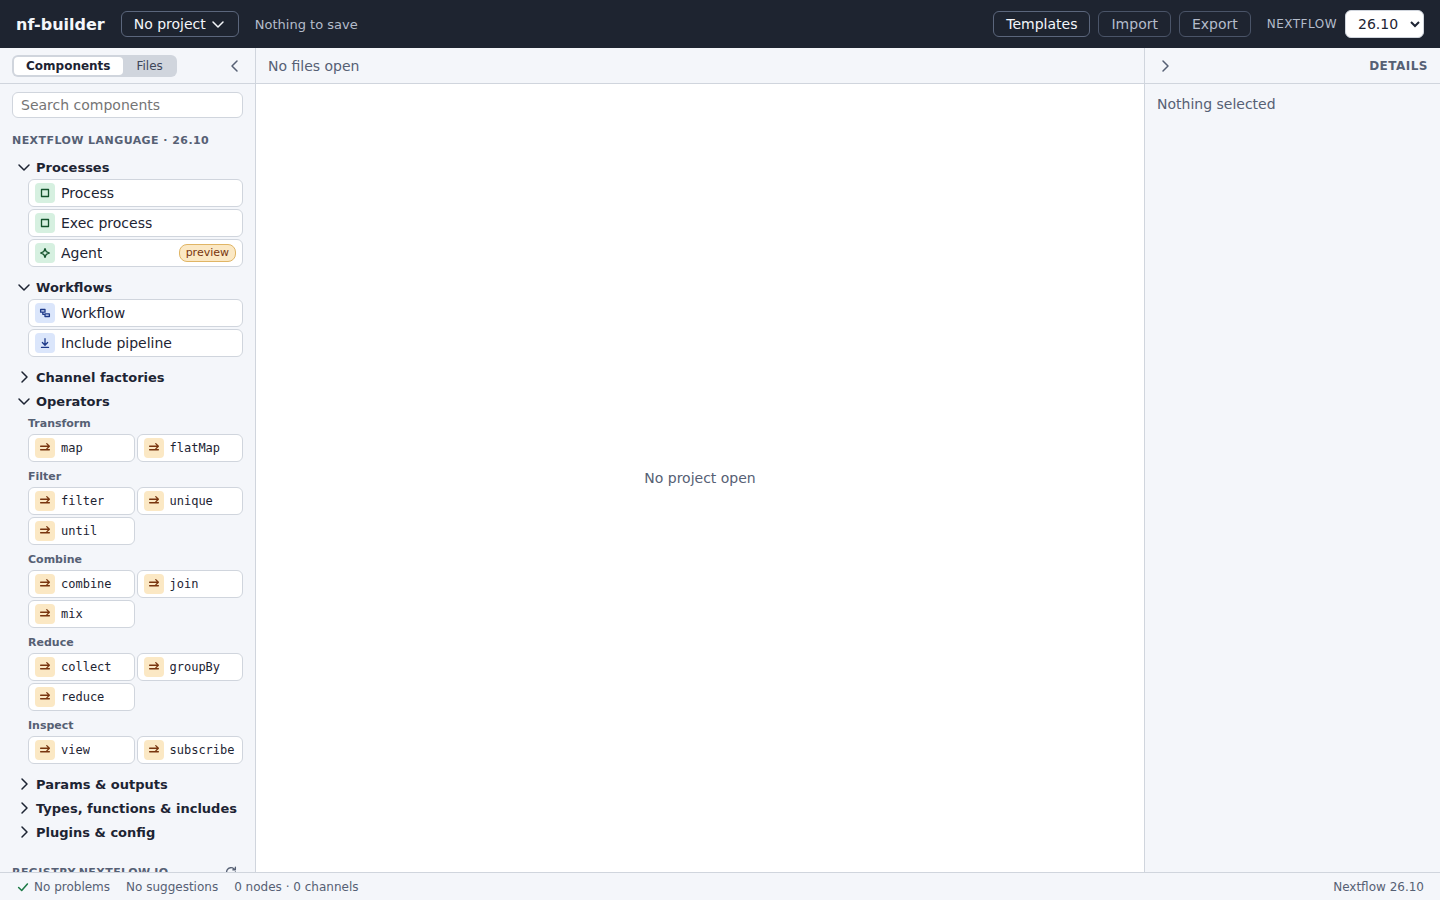 nf-builder No project Nothing to save Templates Import Export NEXTFLOW 26.10
Components Files No files open DETAILS
Search components
Nothing selected
NEXTFLOW LANGUAGE · 26.10
Processes
Process
Exec process
Agent preview
Workflows
Workflow
Include pipeline
Channel factories
Operators
Transform
map flatMap
Filter
filter unique
until
Combine
combine join
mix
Reduce
collect groupBy
reduce
Inspect
view subscribe
Params & outputs
Types, functions & includes
Plugins & config
REGISTRY.NEXTFLOW.IO
No project open
No problems No suggestions 0 nodes · 0 channels Nextflow 26.10